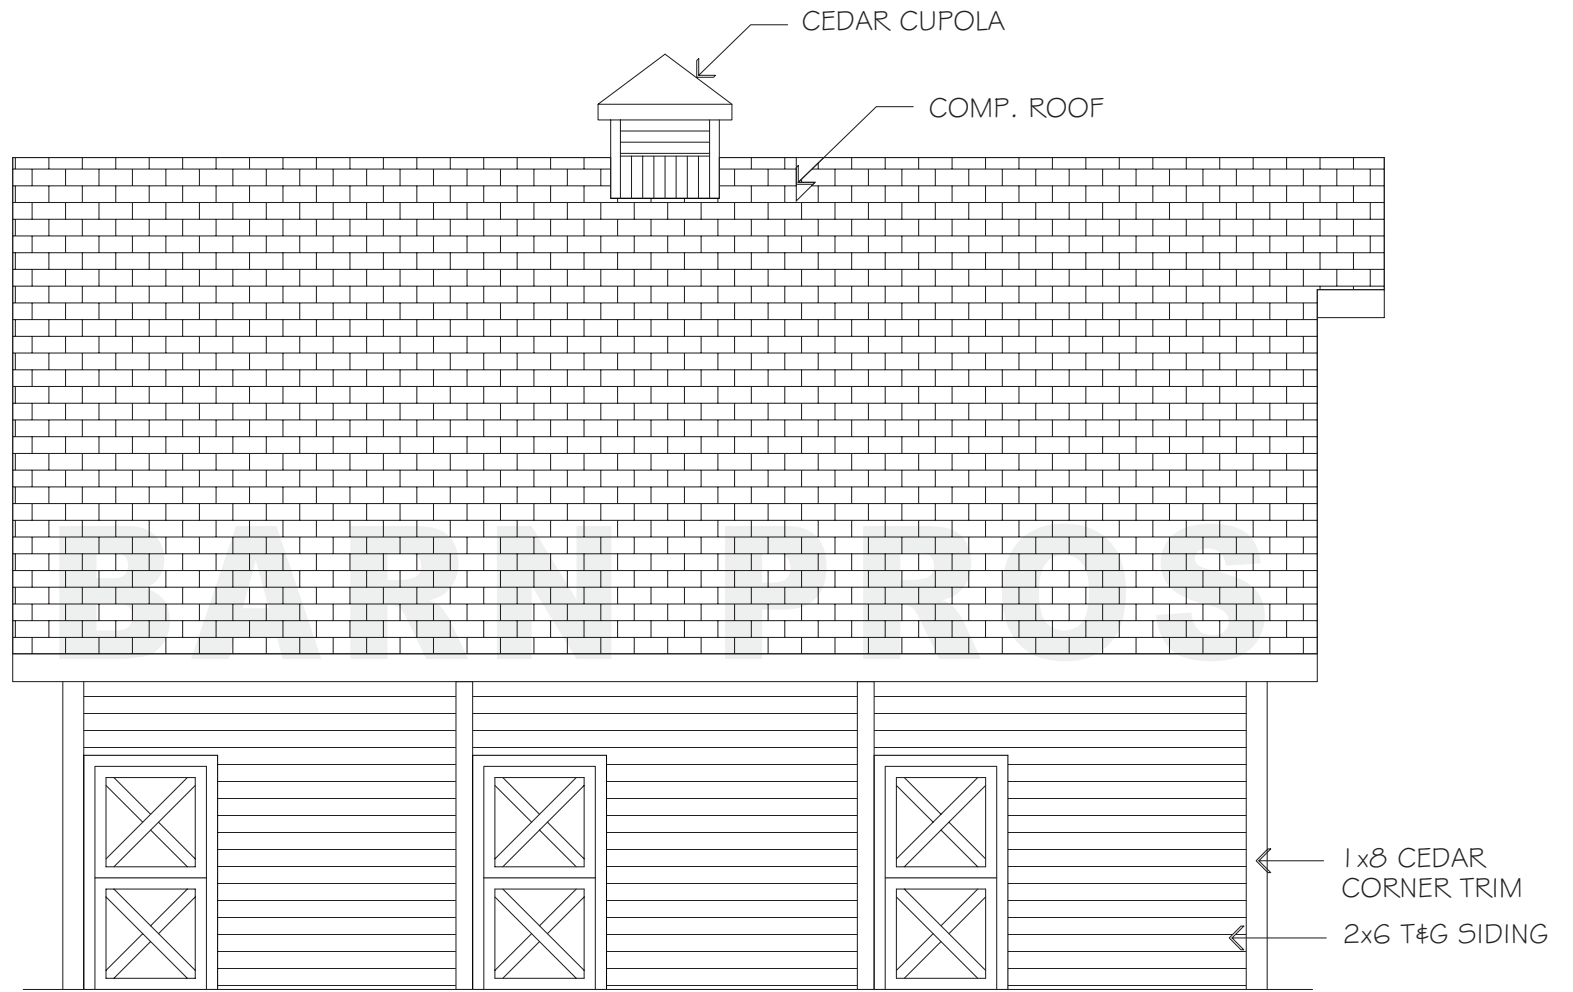 CEDAR CUPOLA
COMP. ROOF
BARN PROS
1x8 CEDAR
CORNER TRIM
2x6 T&G SIDING